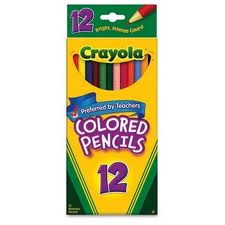 12
Bright, Intense Colors!
Crayola
Preferred by Teachers
COLORED
PENCILS
12